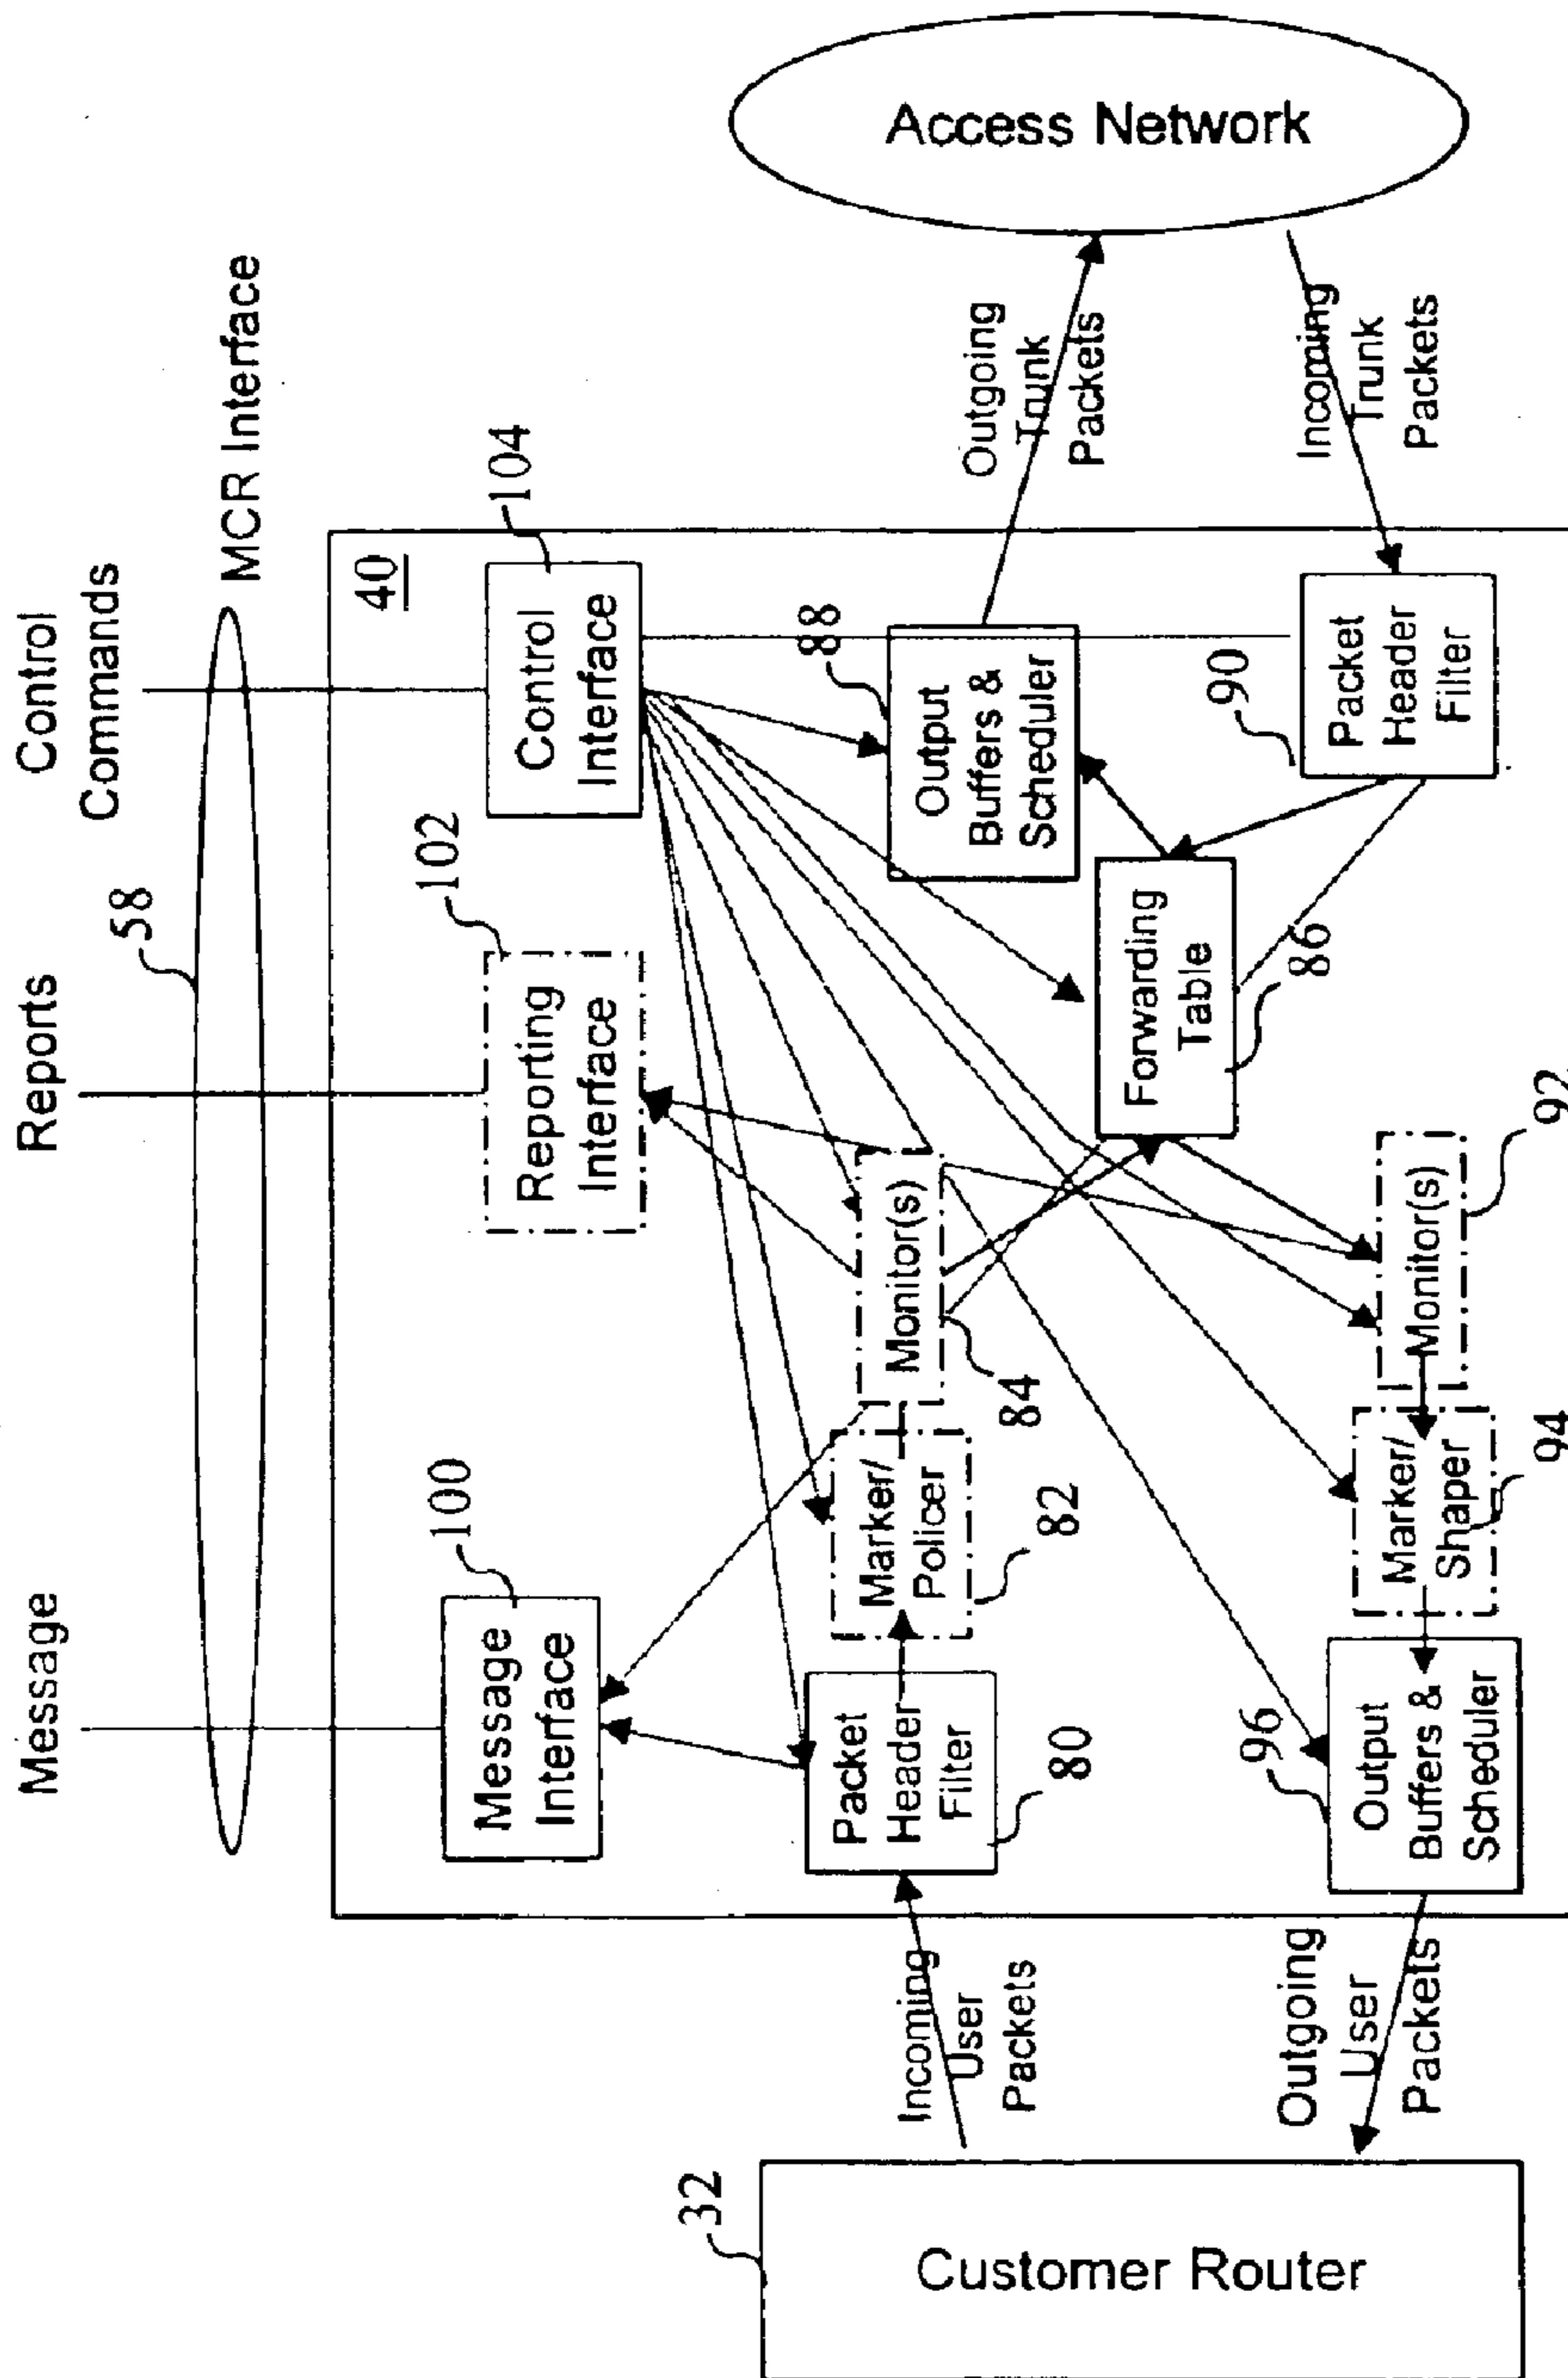 Message
Reports
Control
Commands
58
MCR Interface
40
100
102
104
Message
Interface
Reporting
Interface
Control
Interface
32
Customer Router
Incoming
User
Packets
Packet
Header
Filter
80
Marker/
Policer
82
Monitor(s)
84
Forwarding
Table
86
88
Output
Buffers &
Scheduler
Outgoing
Trunk
Packets
Access Network
Incoming
Trunk
Packets
90
Packet
Header
Filter
Monitor(s)
92
Marker/
Shaper
94
96
Output
Buffers &
Scheduler
Outgoing
User
Packets